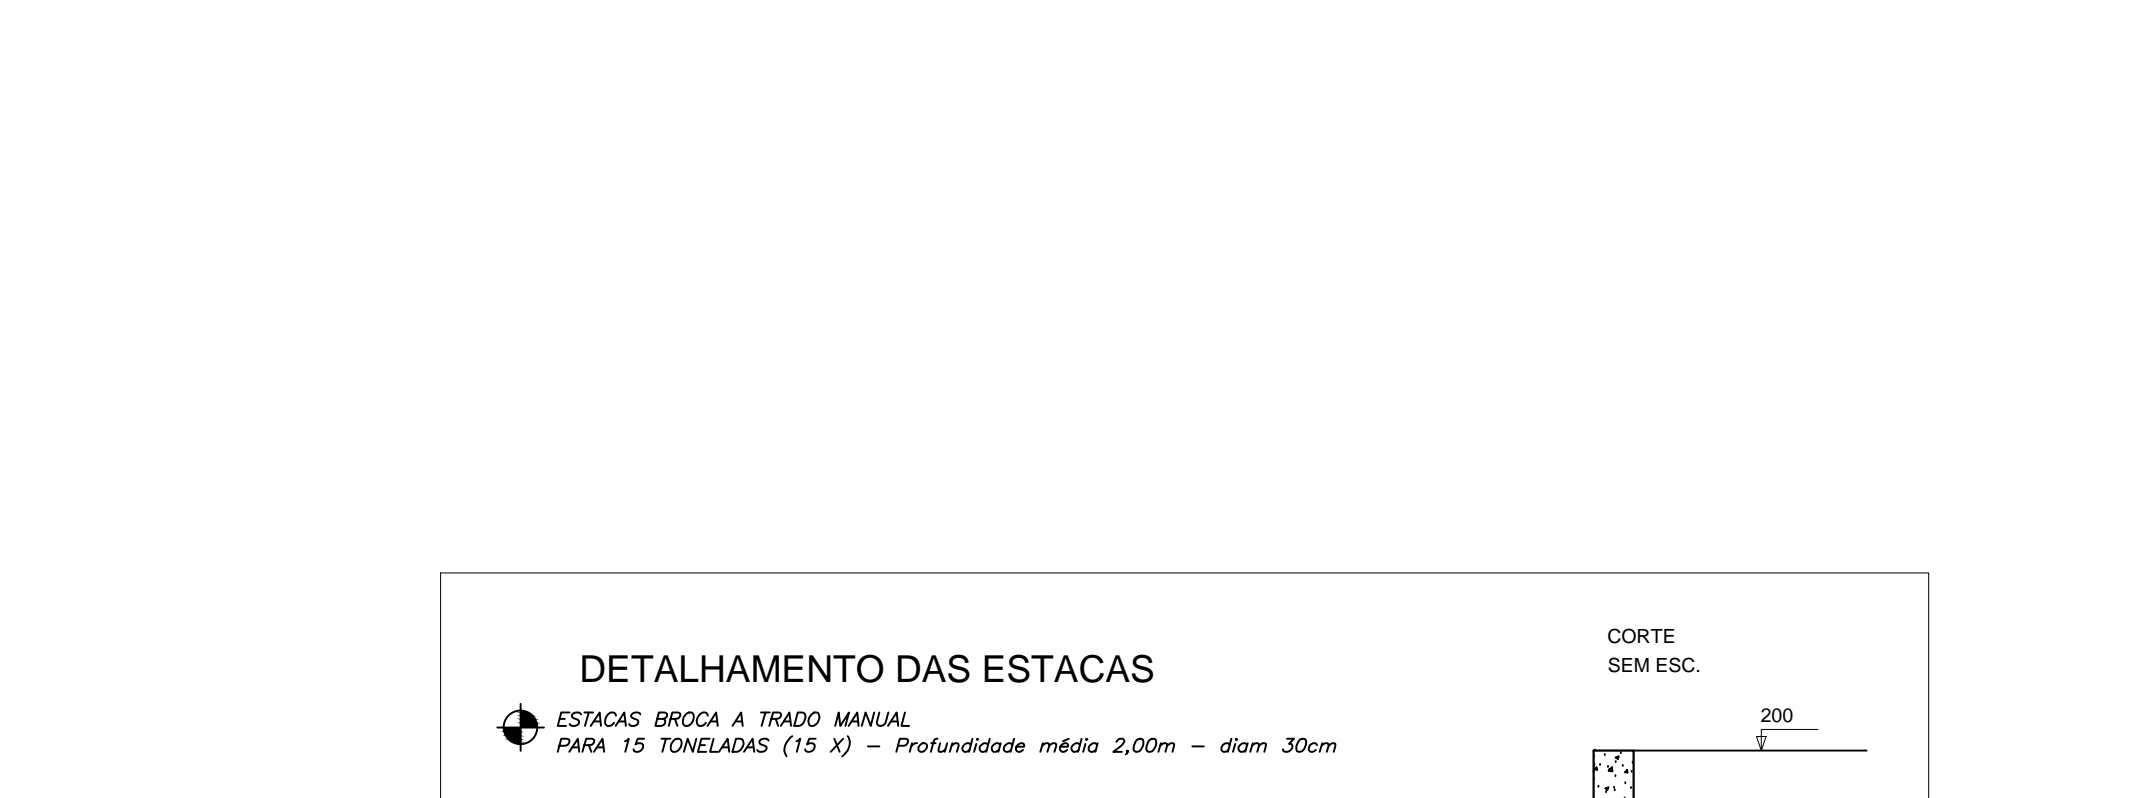 DETALHAMENTO DAS ESTACAS
ESTACAS BROCA A TRADO MANUAL
PARA 15 TONELADAS (15 X) – Profundidade média 2,00m – diam 30cm
CORTE
SEM ESC.
200